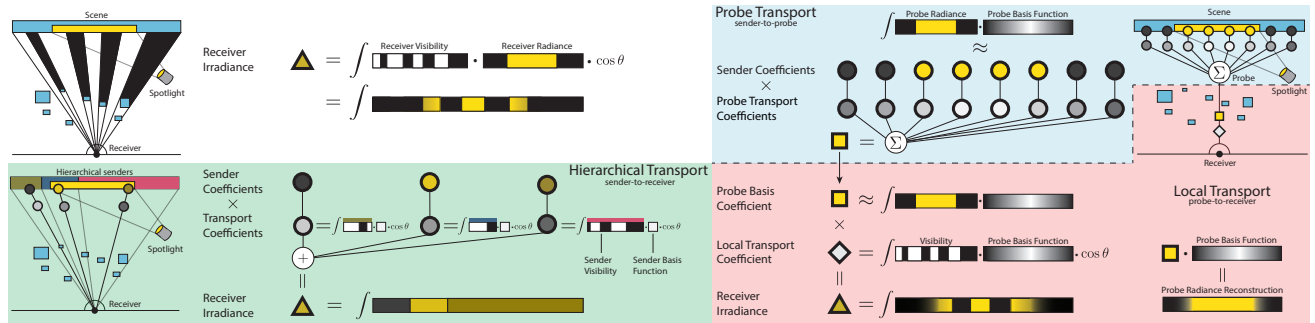 Receiver
Irradiance
=
∫
Receiver Visibility
·
Receiver Radiance
· cos θ
=
∫
Spotlight
Receiver
Hierarchical senders
Spotlight
Receiver
Hierarchical Transport
sender-to-receiver
Sender
Coefficients
×
Transport
Coefficients
= ∫ · · cos θ
= ∫ · · cos θ
= ∫ · · cos θ
+
Sender
Visibility
Sender Basis
Function
=
Receiver
Irradiance
= ∫
Probe Transport
sender-to-probe
∫
Probe Radiance
·
Probe Basis Function
≈
Sender Coefficients
×
Probe Transport
Coefficients
= Σ
Scene
Σ
Probe
Spotlight
Receiver
Probe Basis
Coefficient
≈ ∫ ·
×
Local Transport
Coefficient
= ∫
Visibility
·
Probe Basis Function
· cos θ
=
Receiver
Irradiance
= ∫
Local Transport
probe-to-receiver
·
Probe Basis Function
=
Probe Radiance Reconstruction
Scene